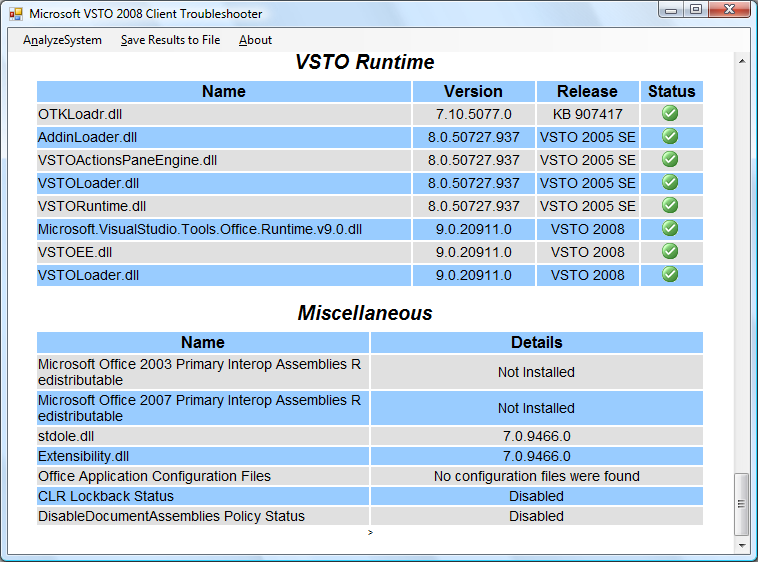 Microsoft VSTO 2008 Client Troubleshooter
AnalyzeSystem Save Results to File About
VSTO Runtime
Name Version Release Status
OTKLoadr.dll 7.10.5077.0 KB 907417
AddinLoader.dll 8.0.50727.937 VSTO 2005 SE
VSTOActionsPaneEngine.dll 8.0.50727.937 VSTO 2005 SE
VSTOLoader.dll 8.0.50727.937 VSTO 2005 SE
VSTORuntime.dll 8.0.50727.937 VSTO 2005 SE
Microsoft.VisualStudio.Tools.Office.Runtime.v9.0.dll 9.0.20911.0 VSTO 2008
VSTOEE.dll 9.0.20911.0 VSTO 2008
VSTOLoader.dll 9.0.20911.0 VSTO 2008
Miscellaneous
Name Details
Microsoft Office 2003 Primary Interop Assemblies R
edistributable Not Installed
Microsoft Office 2007 Primary Interop Assemblies R
edistributable Not Installed
stdole.dll 7.0.9466.0
Extensibility.dll 7.0.9466.0
Office Application Configuration Files No configuration files were found
CLR Lockback Status Disabled
DisableDocumentAssemblies Policy Status Disabled
>